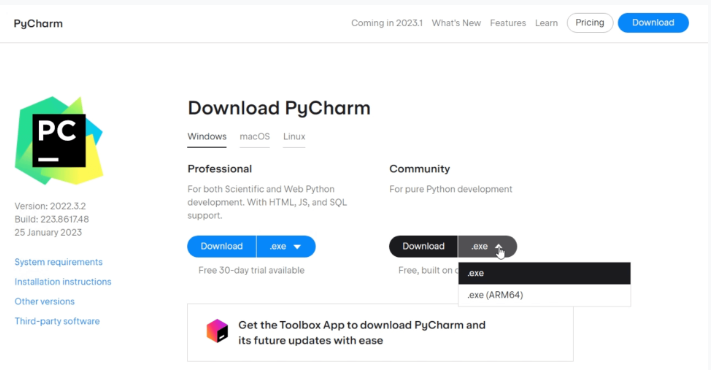 PyCharm
Coming in 2023.1 What's New Features Learn Pricing Download
PC
Version: 2022.3.2
Build: 223.8617.48
25 January 2023
System requirements
Installation instructions
Other versions
Third-party software
Download PyCharm
Windows macOS Linux
Professional
For both Scientific and Web Python
development. With HTML, JS, and SQL
support.
Download .exe
Free 30-day trial available
Community
For pure Python development
Download .exe
Free, built on
.exe
.exe (ARM64)
Get the Toolbox App to download PyCharm and
its future updates with ease